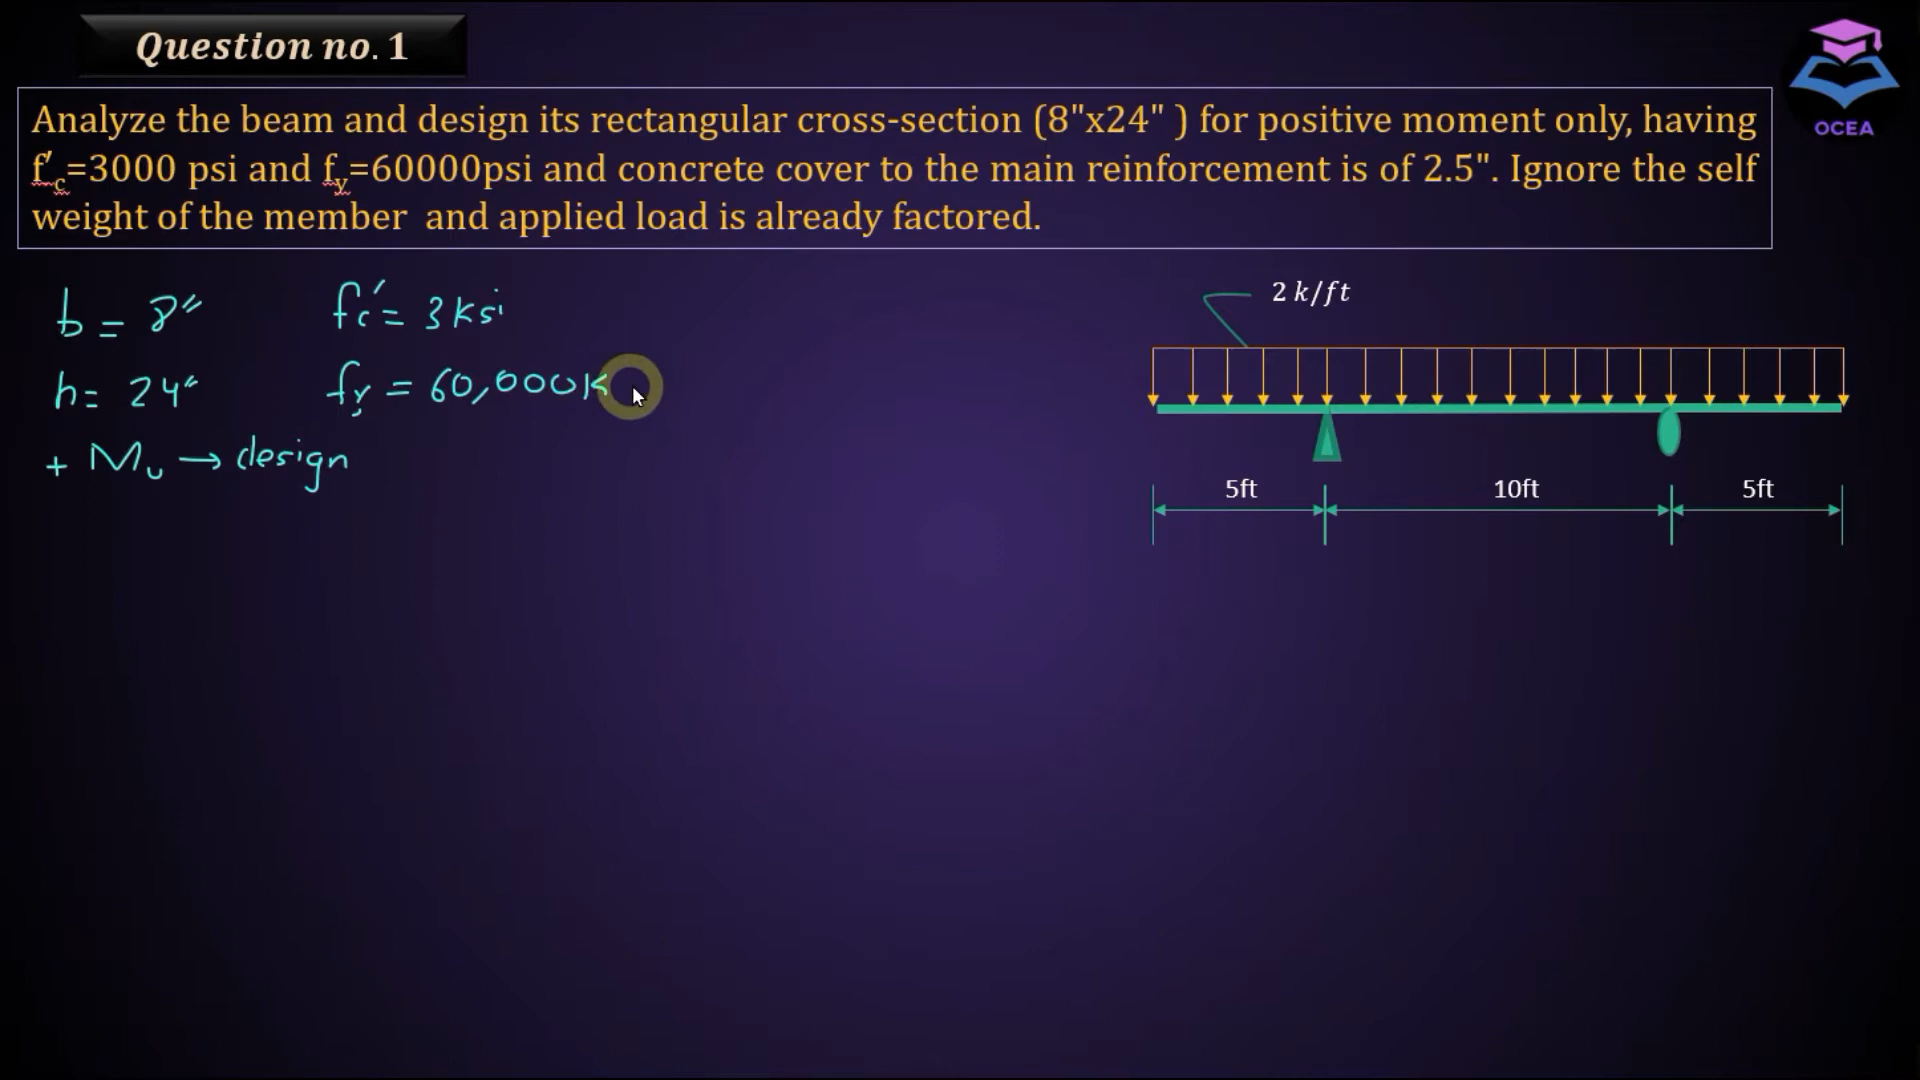 Question no. 1
OCEA
Analyze the beam and design its rectangular cross-section (8"x24" ) for positive moment only, having
f′c=3000 psi and fy=60000psi and concrete cover to the main reinforcement is of 2.5". Ignore the self
weight of the member and applied load is already factored.
b = 8" fc' = 3ksi
h= 24" fy = 60,000K
+ Mu → design
2 k/ft
5ft 10ft 5ft